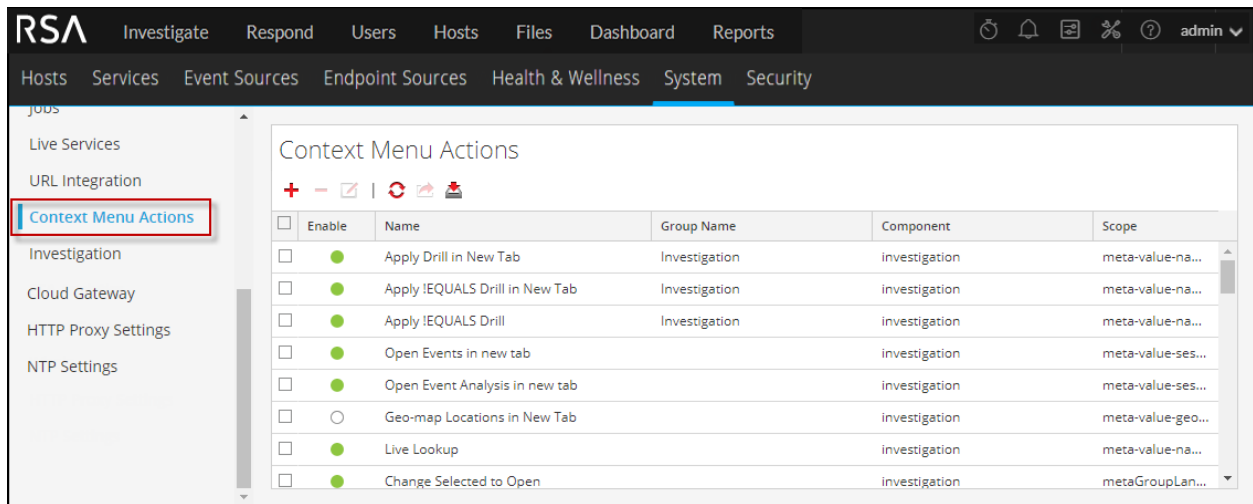 RSA Investigate Respond Users Hosts Files Dashboard Reports admin
Hosts Services Event Sources Endpoint Sources Health & Wellness System Security
Jobs
Live Services
URL Integration
Context Menu Actions
Investigation
Cloud Gateway
HTTP Proxy Settings
NTP Settings
Context Menu Actions
Enable Name Group Name Component Scope
Apply Drill in New Tab Investigation investigation meta-value-na...
Apply !EQUALS Drill in New Tab Investigation investigation meta-value-na...
Apply !EQUALS Drill Investigation investigation meta-value-na...
Open Events in new tab investigation meta-value-ses...
Open Event Analysis in new tab investigation meta-value-ses...
Geo-map Locations in New Tab investigation meta-value-geo...
Live Lookup investigation meta-value-na...
Change Selected to Open investigation metaGroupLan...